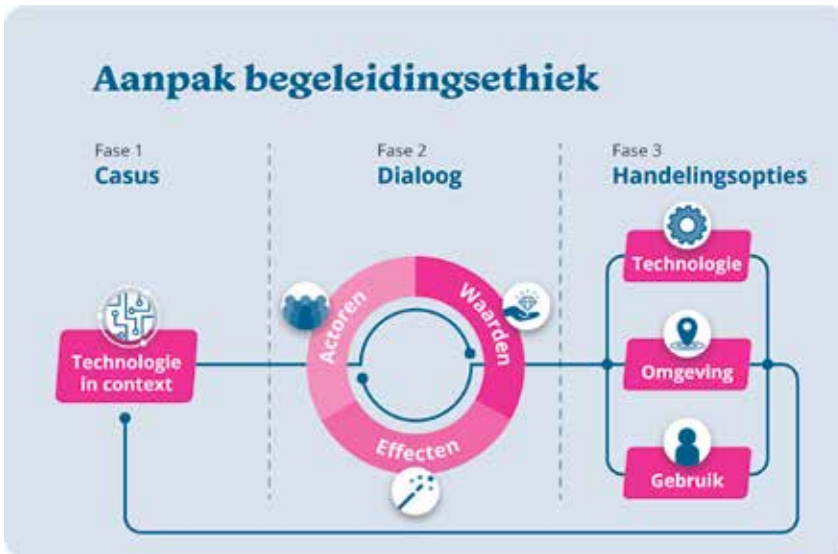 Aanpak begeleidingsethiek
Fase 1
Casus
Fase 2
Dialoog
Fase 3
Handelingsopties
Technologie
in context
Actoren
Waarden
Effecten
Technologie
Omgeving
Gebruik